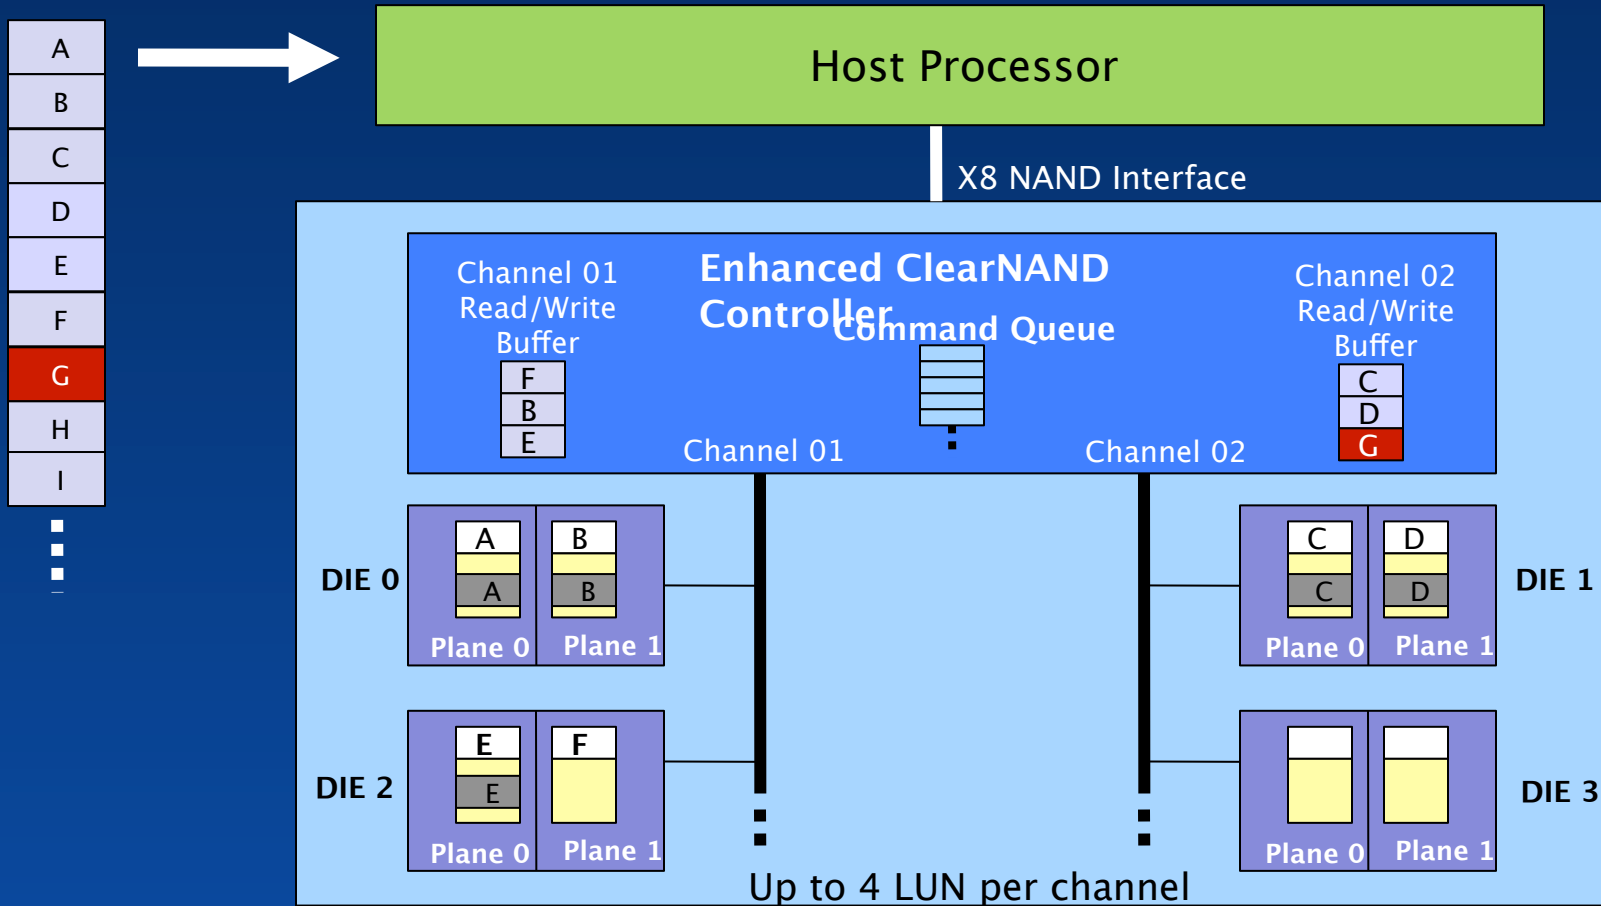 A
B
C
D
E
F
G
H
I
Host Processor
X8 NAND Interface
Enhanced ClearNAND
Controller
Command Queue
Channel 01
Read/Write
Buffer
F
B
E
Channel 02
Read/Write
Buffer
C
D
G
Channel 01
Channel 02
DIE 0
A
A
Plane 0
B
B
Plane 1
C
C
Plane 0
D
D
Plane 1
DIE 1
DIE 2
E
E
Plane 0
F
Plane 1
Plane 0
Plane 1
DIE 3
Up to 4 LUN per channel